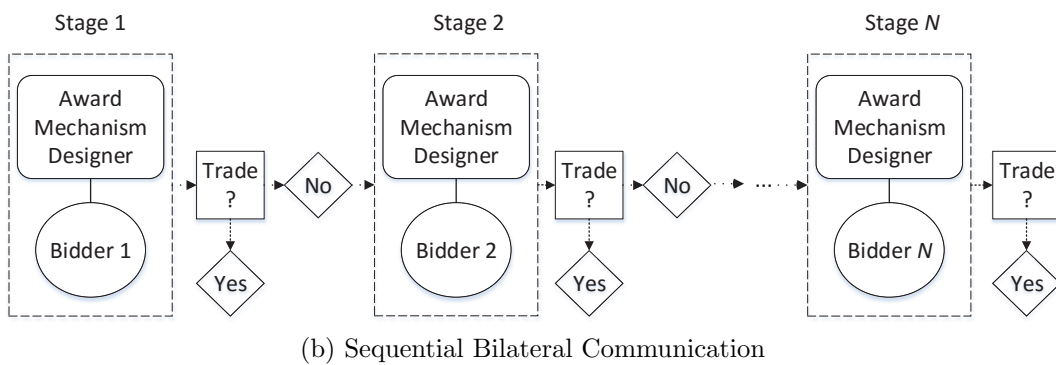 Stage 1
Stage 2
Stage N
Award
Mechanism
Designer
Bidder 1
Trade
?
Yes
No
Award
Mechanism
Designer
Bidder 2
Trade
?
Yes
No
...
Award
Mechanism
Designer
Bidder N
Trade
?
Yes
(b) Sequential Bilateral Communication